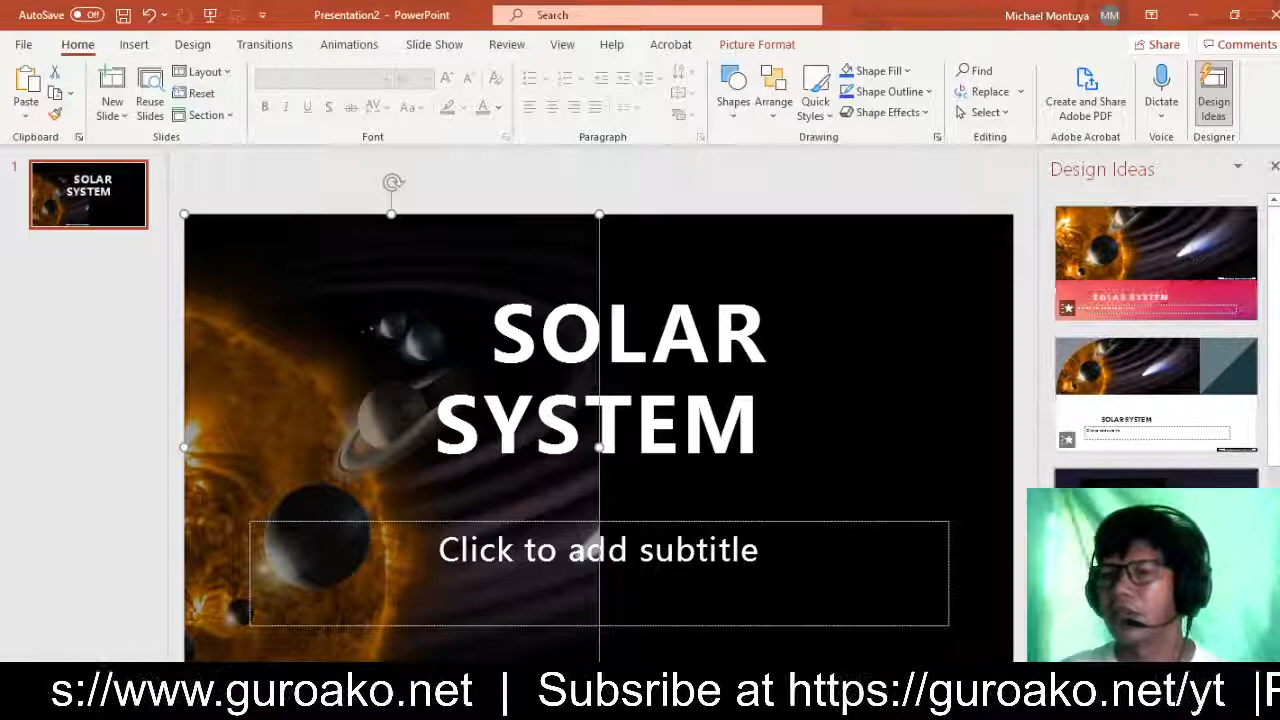 AutoSave Off Presentation2 - PowerPoint Search Michael Montuya MM
File Home Insert Design Transitions Animations Slide Show Review View Help Acrobat Picture Format Share Comments
Paste New Slide Reuse Slides Layout Reset Section Shapes Arrange Quick Styles Shape Fill Shape Outline Shape Effects Find Replace Select Create and Share Adobe PDF Dictate Design Ideas
Clipboard Slides Font Paragraph Drawing Editing Adobe Acrobat Voice Designer
1
SOLAR
SYSTEM
Design Ideas
SOLAR SYSTEM
SOLAR SYSTEM
SOLAR
SYSTEM
Click to add subtitle
s://www.guroako.net | Subsribe at https://guroako.net/yt |F